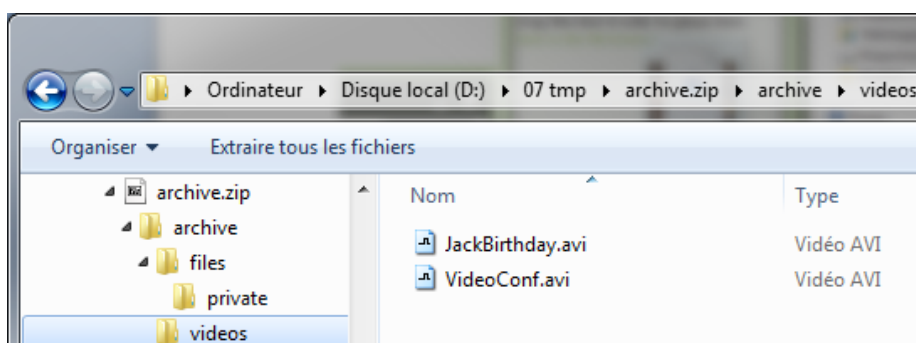 Ordinateur Disque local (D:) 07 tmp archive.zip archive videos
Organiser Extraire tous les fichiers
archive.zip
archive
files
private
videos
Nom Type
JackBirthday.avi Vidéo AVI
VideoConf.avi Vidéo AVI